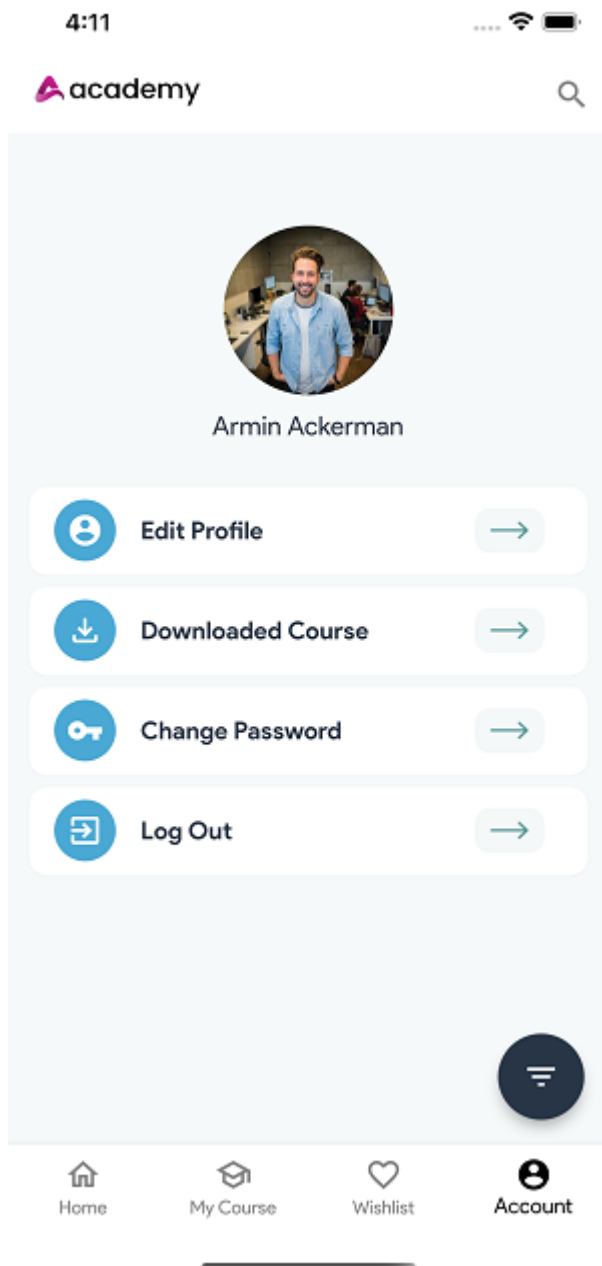 4:11
academy
Armin Ackerman
Edit Profile
Downloaded Course
Change Password
Log Out
Home
My Course
Wishlist
Account